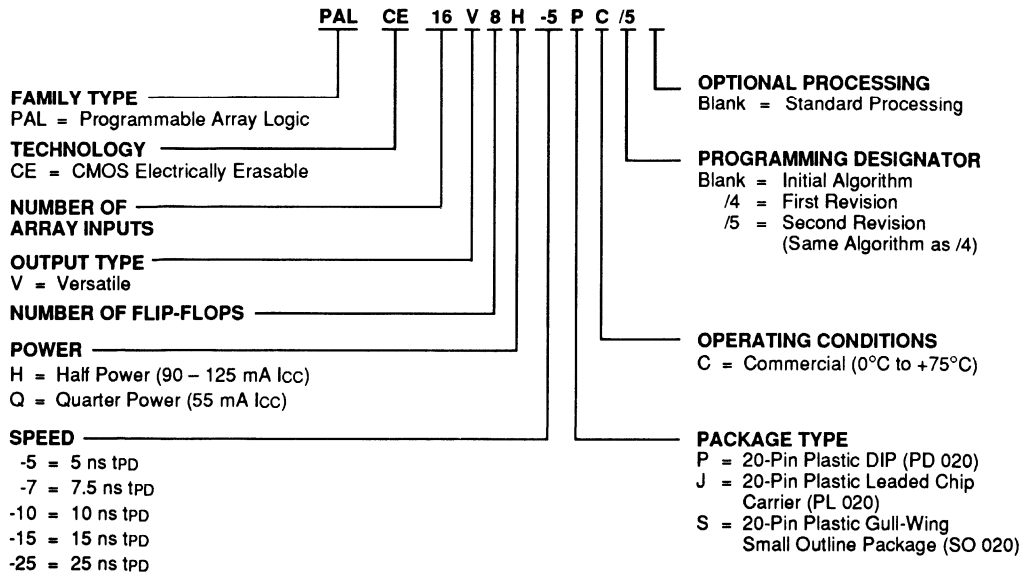 PAL CE 16 V 8 H -5 P C /5
FAMILY TYPE
PAL = Programmable Array Logic
TECHNOLOGY
CE = CMOS Electrically Erasable
NUMBER OF
ARRAY INPUTS
OUTPUT TYPE
V = Versatile
NUMBER OF FLIP-FLOPS
POWER
H = Half Power (90 – 125 mA ICC)
Q = Quarter Power (55 mA ICC)
SPEED
-5 = 5 ns tPD
-7 = 7.5 ns tPD
-10 = 10 ns tPD
-15 = 15 ns tPD
-25 = 25 ns tPD
OPTIONAL PROCESSING
Blank = Standard Processing
PROGRAMMING DESIGNATOR
Blank = Initial Algorithm
/4 = First Revision
/5 = Second Revision
(Same Algorithm as /4)
OPERATING CONDITIONS
C = Commercial (0°C to +75°C)
PACKAGE TYPE
P = 20-Pin Plastic DIP (PD 020)
J = 20-Pin Plastic Leaded Chip
Carrier (PL 020)
S = 20-Pin Plastic Gull-Wing
Small Outline Package (SO 020)